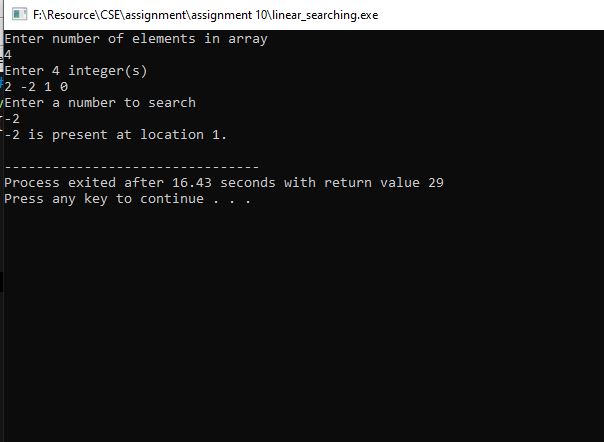 F:\Resource\CSE\assignment\assignment 10\linear_searching.exe
Enter number of elements in array
4
Enter 4 integer(s)
2 -2 1 0
Enter a number to search
-2
-2 is present at location 1.
--------------------------------
Process exited after 16.43 seconds with return value 29
Press any key to continue . . .